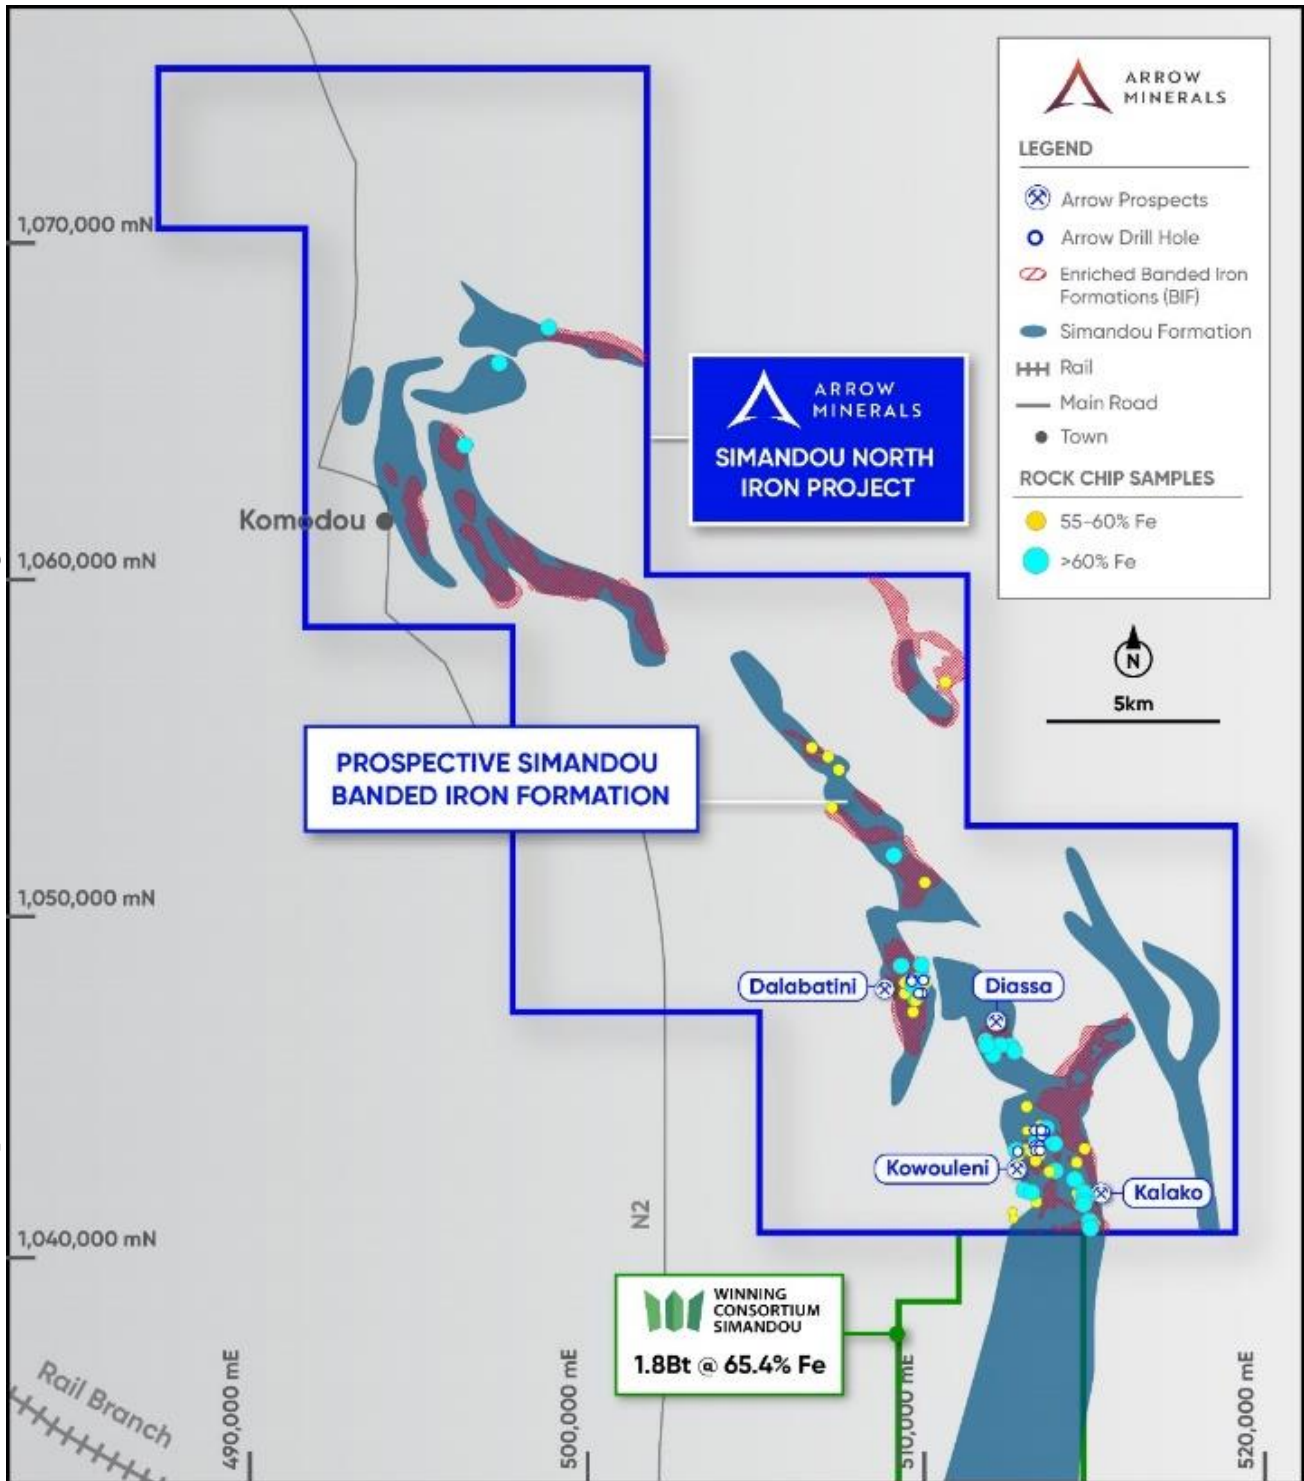 ARROW
MINERALS
LEGEND
Arrow Prospects
Arrow Drill Hole
Enriched Banded Iron
Formations (BIF)
Simandou Formation
Rail
Main Road
Town
ROCK CHIP SAMPLES
55-60% Fe
>60% Fe
N
5km
1,070,000 mN
1,060,000 mN
1,050,000 mN
1,040,000 mN
ARROW
MINERALS
SIMANDOU NORTH
IRON PROJECT
Komodou
PROSPECTIVE SIMANDOU
BANDED IRON FORMATION
Dalabatini
Diassa
Kowouleni
Kalako
N2
WINNING
CONSORTIUM
SIMANDOU
1.8Bt @ 65.4% Fe
Rail Branch
490,000 mE
500,000 mE
510,000 mE
520,000 mE